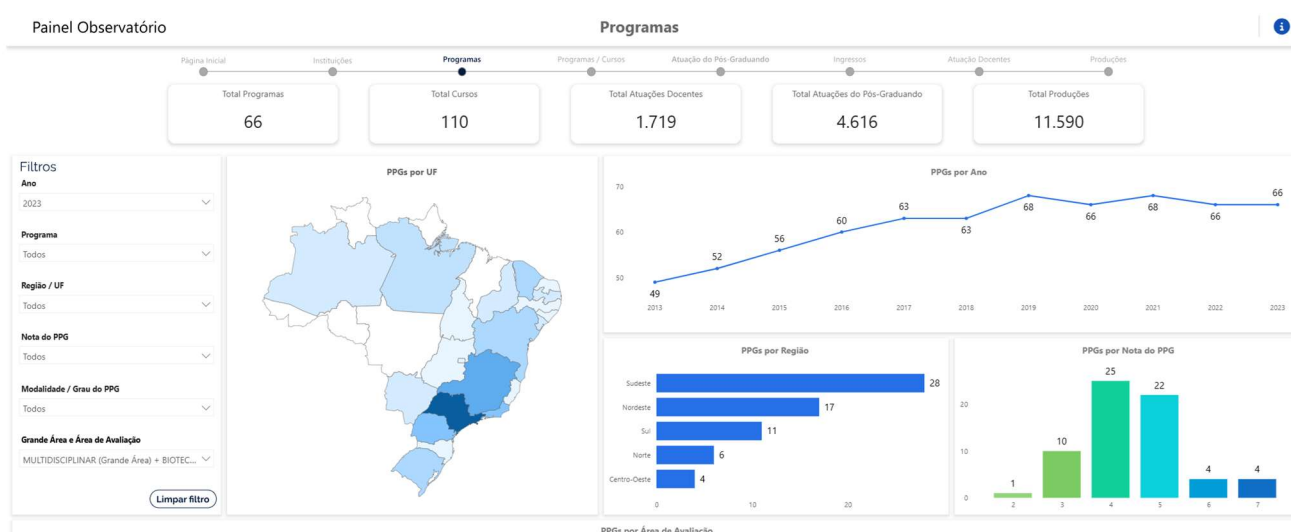 Painel Observatório
Programas
Página Inicial
Instituições
Programas
Programas / Cursos
Atuação do Pós-Graduando
Ingressos
Atuação Docentes
Produções
Total Programas
66
Total Cursos
110
Total Atuações Docentes
1.719
Total Atuações do Pós-Graduando
4.616
Total Produções
11.590
Filtros
Ano
2023
Programa
Todos
Região / UF
Todos
Nota do PPG
Todos
Modalidade / Grau do PPG
Todos
Grande Área e Área de Avaliação
MULTIDISCIPLINAR (Grande Área) + BIOTEC...
Limpar filtro
PPGs por UF
PPGs por Ano
70
60
50
49
52
56
60
63
63
68
66
68
66
66
2013
2014
2015
2016
2017
2018
2019
2020
2021
2022
2023
PPGs por Região
Sudeste
28
Nordeste
17
Sul
11
Norte
6
Centro-Oeste
4
0
10
20
PPGs por Nota do PPG
20
10
0
1
10
25
22
4
4
2
3
4
5
6
7
PPGs por Área de Avaliação